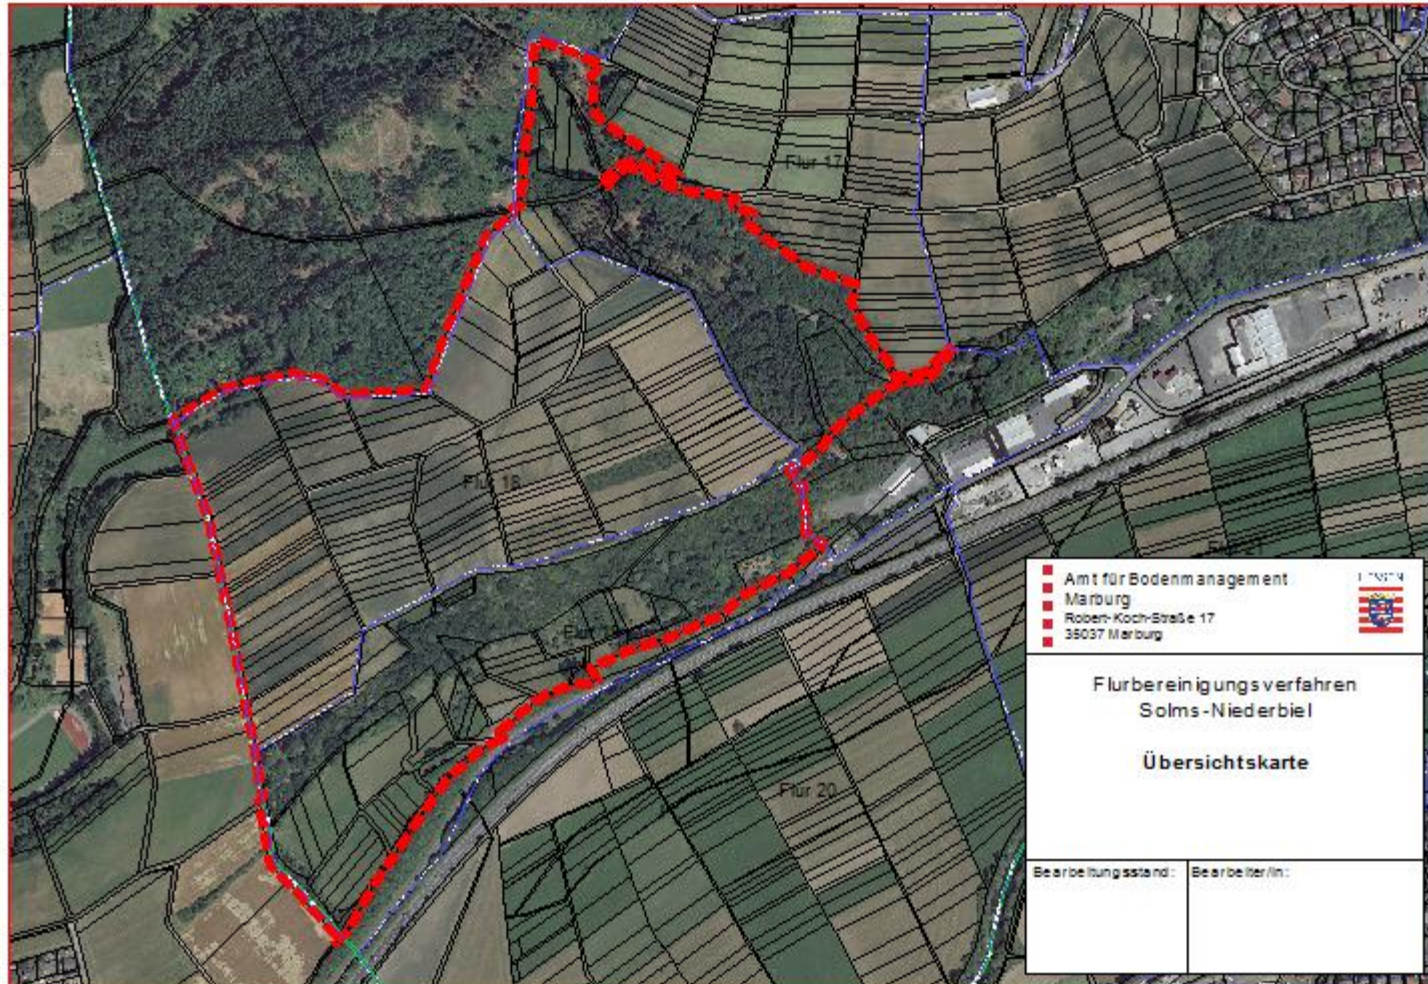 Flur 17
Flur 18
Flur 20
Amt für Bodenmanagement
Marburg
Robert-Koch-Straße 17
35037 Marburg
Flurbereinigungsverfahren
Solms-Niederbiel
Übersichtskarte
Bearbeitungsstand:
Bearbeiter/in: